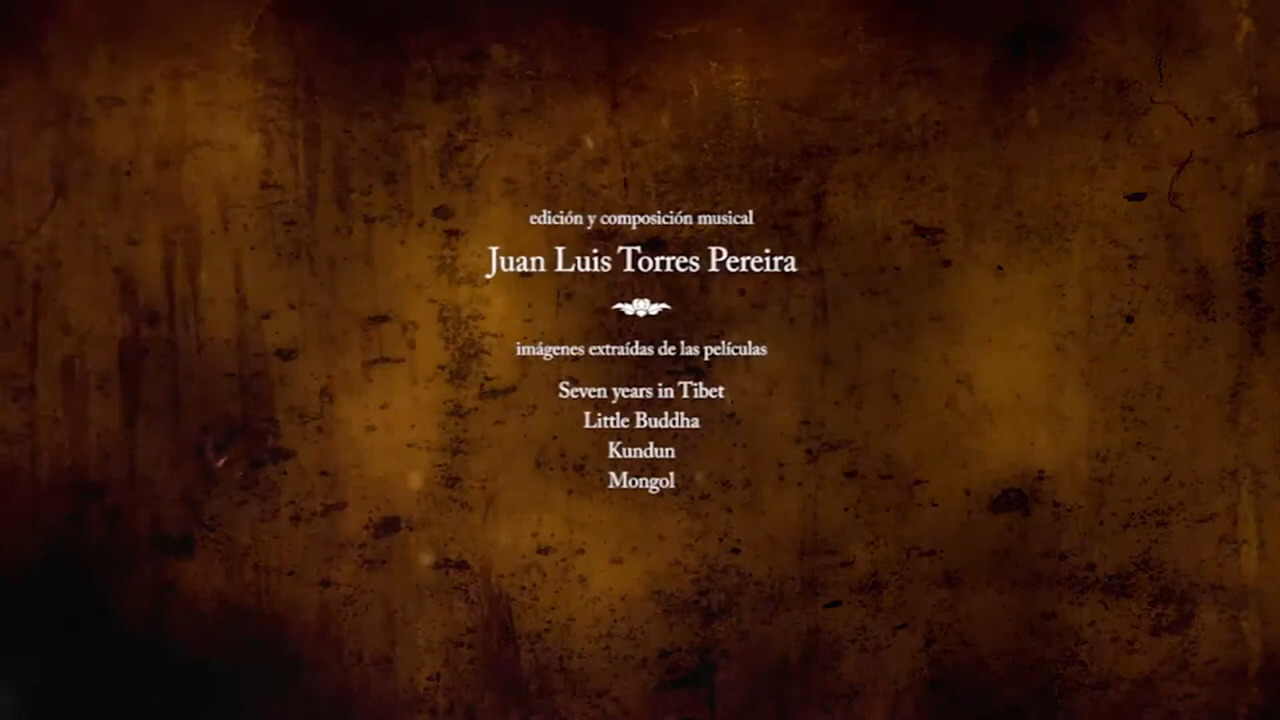 edición y composición musical
Juan Luis Torres Pereira
imágenes extraídas de las películas
Seven years in Tibet
Little Buddha
Kundun
Mongol